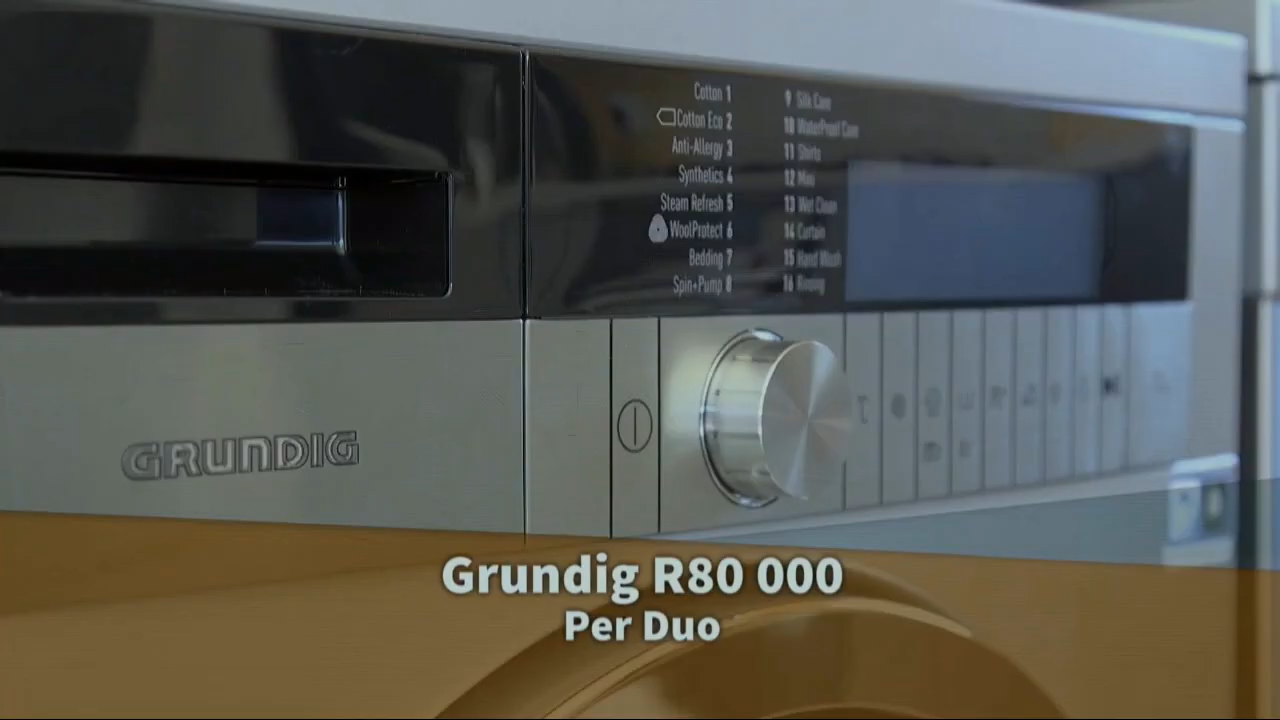 Cotton 1
Cotton Eco 2
Anti-Allergy 3
Synthetics 4
Steam Refresh 5
WoolProtect 6
Bedding 7
Spin+Pump 8
9 Silk Care
10 WaterProof Care
11 Shirts
12 Mini
13 Wet Clean
14 Curtain
15 Hand Wash
16 Rinsing
GRUNDIG
Grundig R80 000
Per Duo